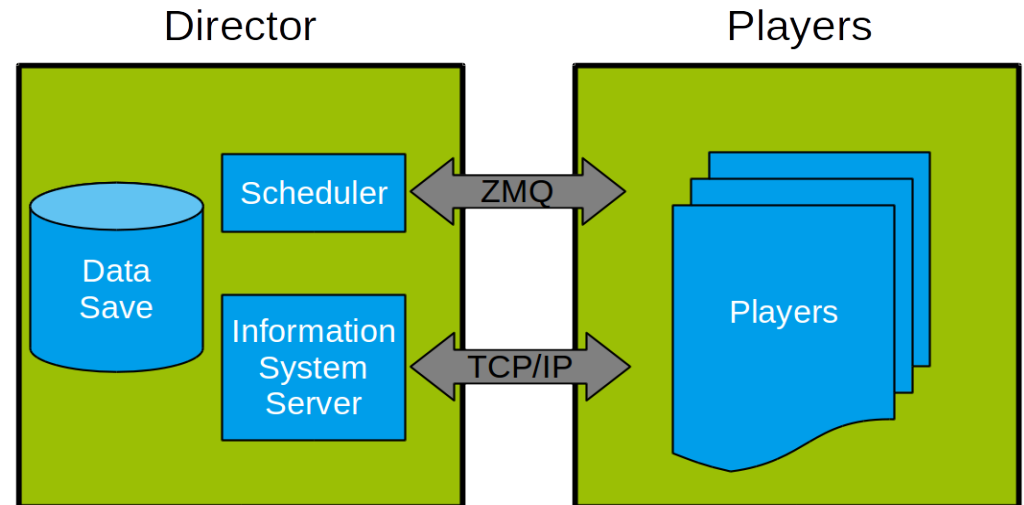 Director
Players
Scheduler
ZMQ
Data
Save
Players
Information
System
Server
TCP/IP